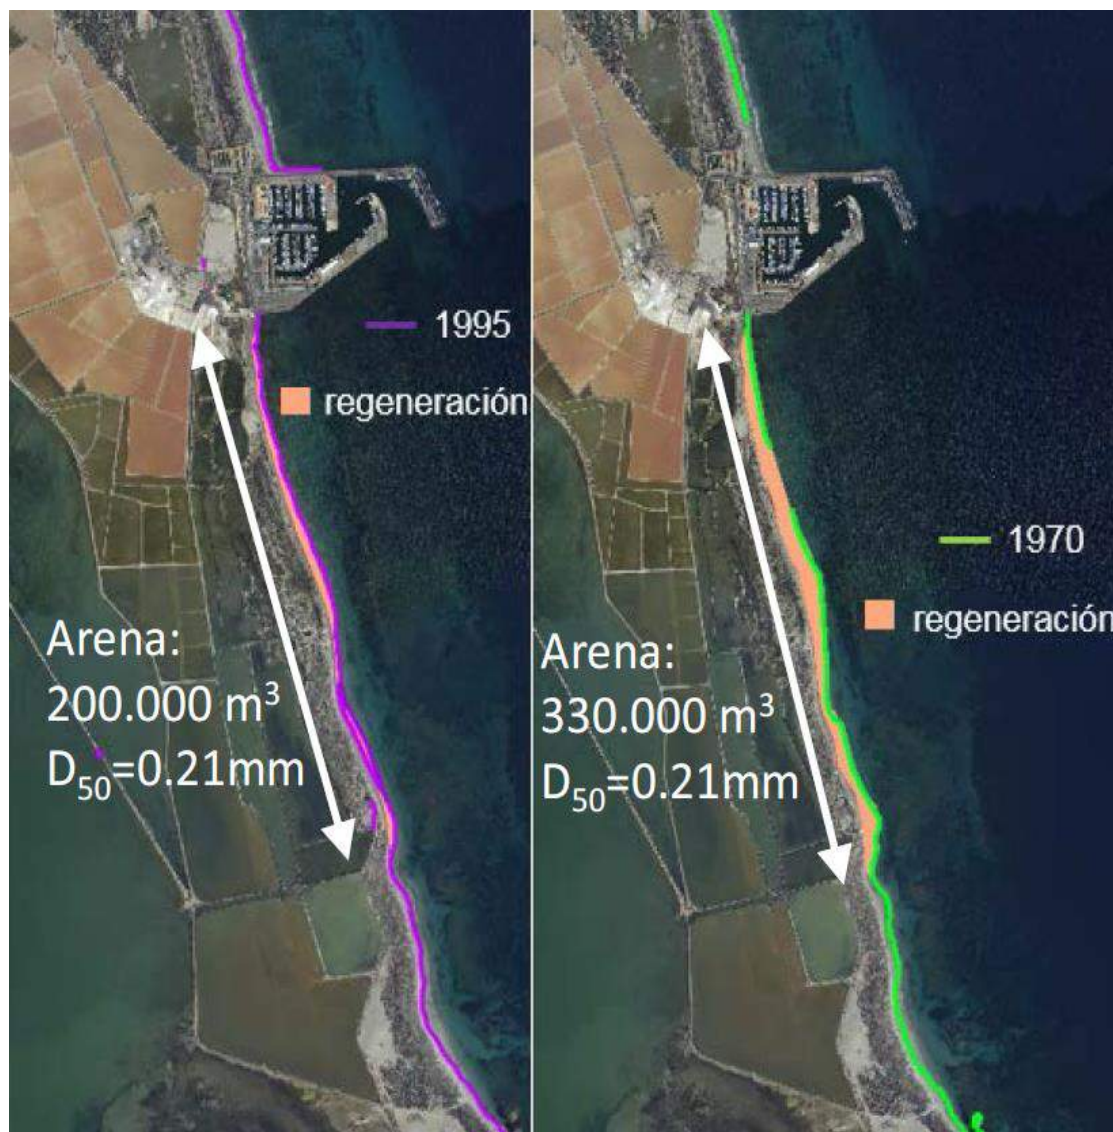 1995
regeneración
Arena:
200.000 m³
D₅₀=0.21mm
1970
regeneración
Arena:
330.000 m³
D₅₀=0.21mm